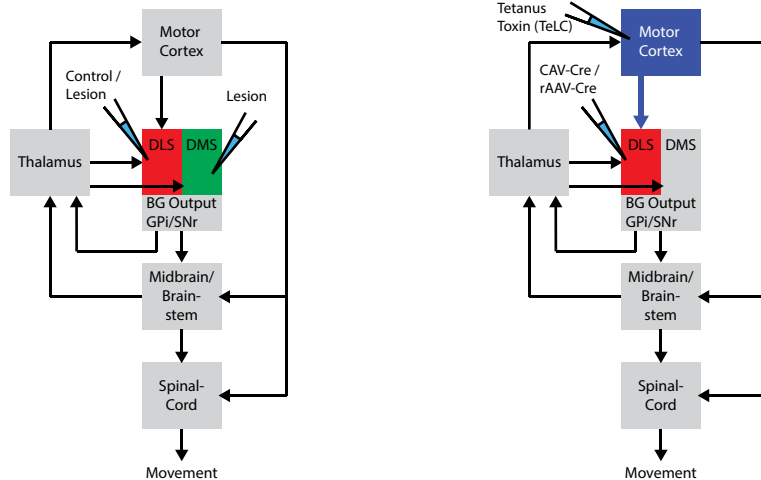 Motor
Cortex
Control /
Lesion
Lesion
DLS
DMS
Thalamus
BG Output
GPi/SNr
Midbrain/
Brain-
stem
Spinal-
Cord
Movement
Tetanus
Toxin (TeLC)
Motor
Cortex
CAV-Cre /
rAAV-Cre
DLS
DMS
Thalamus
BG Output
GPi/SNr
Midbrain/
Brain-
stem
Spinal-
Cord
Movement